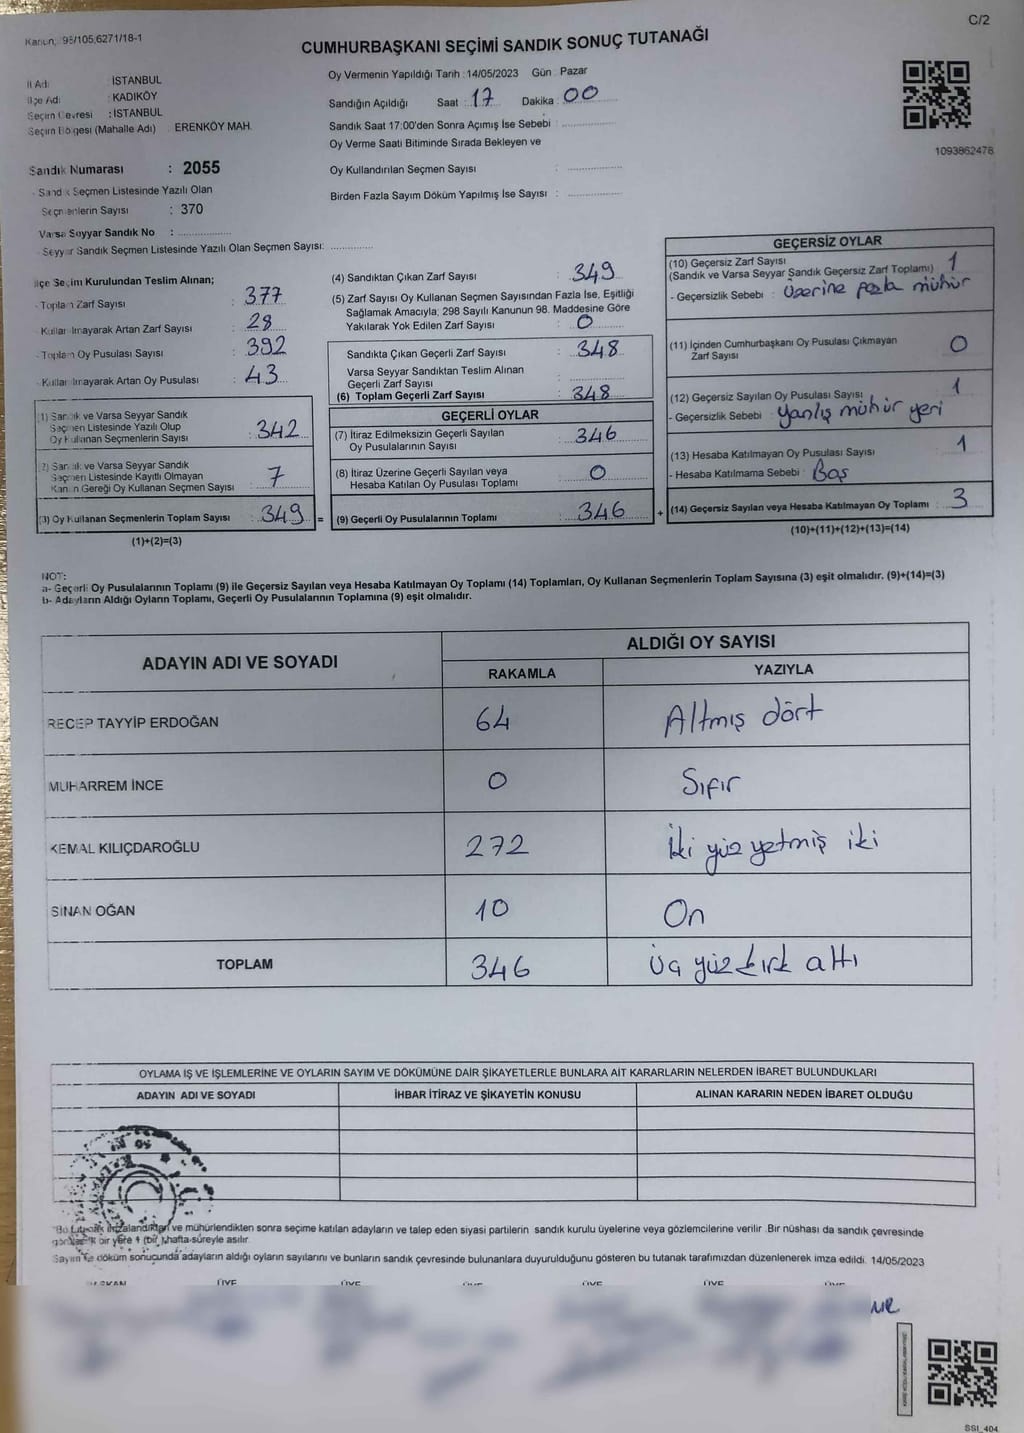 C/2
Kanun: 98/105,6271/18-1
CUMHURBAŞKANI SEÇİMİ SANDIK SONUÇ TUTANAĞI
İl Adı : İSTANBUL
İlçe Adı : KADIKÖY
Seçim Çevresi : İSTANBUL
Seçim Bölgesi (Mahalle Adı) ERENKÖY MAH.
Sandık Numarası : 2055
- Sandık Seçmen Listesinde Yazılı Olan
Seçmenlerin Sayısı : 370
Varsa Seyyar Sandık No : ....................
- Seyyar Sandık Seçmen Listesinde Yazılı Olan Seçmen Sayısı: ................
Oy Vermenin Yapıldığı Tarih :14/05/2023 Gün : Pazar
Sandığın Açıldığı Saat : 17 Dakika : 00
Sandık Saat 17:00'den Sonra Açımış İse Sebebi : ....................
Oy Verme Saati Bitiminde Sırada Bekleyen ve
Oy Kullandırılan Seçmen Sayısı : ....................
Birden Fazla Sayım Döküm Yapılmış İse Sayısı : ....................
1093862478
İlçe Seçim Kurulundan Teslim Alınan;
- Toplam Zarf Sayısı : 377
- Kullanılmayarak Artan Zarf Sayısı : 28
- Toplam Oy Pusulası Sayısı : 392
- Kullanılmayarak Artan Oy Pusulası : 43
(1) Sandık ve Varsa Seyyar Sandık
Seçmen Listesinde Yazılı Olup
Oy Kullanan Seçmenlerin Sayısı : 342
(2) Sandık ve Varsa Seyyar Sandık
Seçmen Listesinde Kayıtlı Olmayan
Kanun Gereği Oy Kullanan Seçmen Sayısı : 7
(3) Oy Kullanan Seçmenlerin Toplam Sayısı : 349 =
(1)+(2)=(3)
(4) Sandıktan Çıkan Zarf Sayısı : 349
(5) Zarf Sayısı Oy Kullanan Seçmen Sayısından Fazla İse, Eşitliği
Sağlamak Amacıyla; 298 Sayılı Kanunun 98. Maddesine Göre
Yakılarak Yok Edilen Zarf Sayısı : 0
Sandıkta Çıkan Geçerli Zarf Sayısı : 348
Varsa Seyyar Sandıktan Teslim Alınan
Geçerli Zarf Sayısı : ..............
(6) Toplam Geçerli Zarf Sayısı : 348
GEÇERLİ OYLAR
(7) İtiraz Edilmeksizin Geçerli Sayılan
Oy Pusulalarının Sayısı : 346
(8) İtiraz Üzerine Geçerli Sayılan veya
Hesaba Katılan Oy Pusulası Toplamı : 0
(9) Geçerli Oy Pusulalarının Toplamı : 346 +
GEÇERSİZ OYLAR
(10) Geçersiz Zarf Sayısı
(Sandık ve Varsa Seyyar Sandık Geçersiz Zarf Toplamı) 1
- Geçersizlik Sebebi : üzerine fazla mühür
(11) İçinden Cumhurbaşkanı Oy Pusulası Çıkmayan
Zarf Sayısı 0
(12) Geçersiz Sayılan Oy Pusulası Sayısı : 1
- Geçersizlik Sebebi : yanlış mühür yeri
(13) Hesaba Katılmayan Oy Pusulası Sayısı 1
- Hesaba Katılmama Sebebi : Boş
(14) Geçersiz Sayılan veya Hesaba Katılmayan Oy Toplamı : 3
(10)+(11)+(12)+(13)=(14)
NOT:
a- Geçerli Oy Pusulalarının Toplamı (9) ile Geçersiz Sayılan veya Hesaba Katılmayan Oy Toplamı (14) Toplamları, Oy Kullanan Seçmenlerin Toplam Sayısına (3) eşit olmalıdır. (9)+(14)=(3)
b- Adayların Aldığı Oyların Toplamı, Geçerli Oy Pusulalarının Toplamına (9) eşit olmalıdır.
ADAYIN ADI VE SOYADI ALDIĞI OY SAYISI
RAKAMLA YAZIYLA
RECEP TAYYİP ERDOĞAN 64 Altmış dört
MUHARREM İNCE 0 Sıfır
KEMAL KILIÇDAROĞLU 272 İki yüz yetmiş iki
SİNAN OĞAN 10 On
TOPLAM 346 üç yüz kırk altı
OYLAMA İŞ VE İŞLEMLERİNE VE OYLARIN SAYIM VE DÖKÜMÜNE DAİR ŞİKAYETLERLE BUNLARA AİT KARARLARIN NELERDEN İBARET BULUNDUKLARI
ADAYIN ADI VE SOYADI İHBAR İTİRAZ VE ŞİKAYETİN KONUSU ALINAN KARARIN NEDEN İBARET OLDUĞU
ve mühürlendikten sonra seçime katılan adayların ve talep eden siyasi partilerin sandık kurulu üyelerine veya gözlemcilerine verilir. Bir nüshası da sandık çevresinde
bir yere 1 (bir) hafta süreyle asılır.
Sayım ve döküm sonucunda adayların aldığı oyların sayılarını ve bunların sandık çevresinde bulunanlara duyurulduğunu gösteren bu tutanak tarafımızdan düzenlenerek imza edildi. 14/05/2023
BAŞKAN ÜYE ÜYE ÜYE ÜYE ÜYE ÜYE
SSI_404